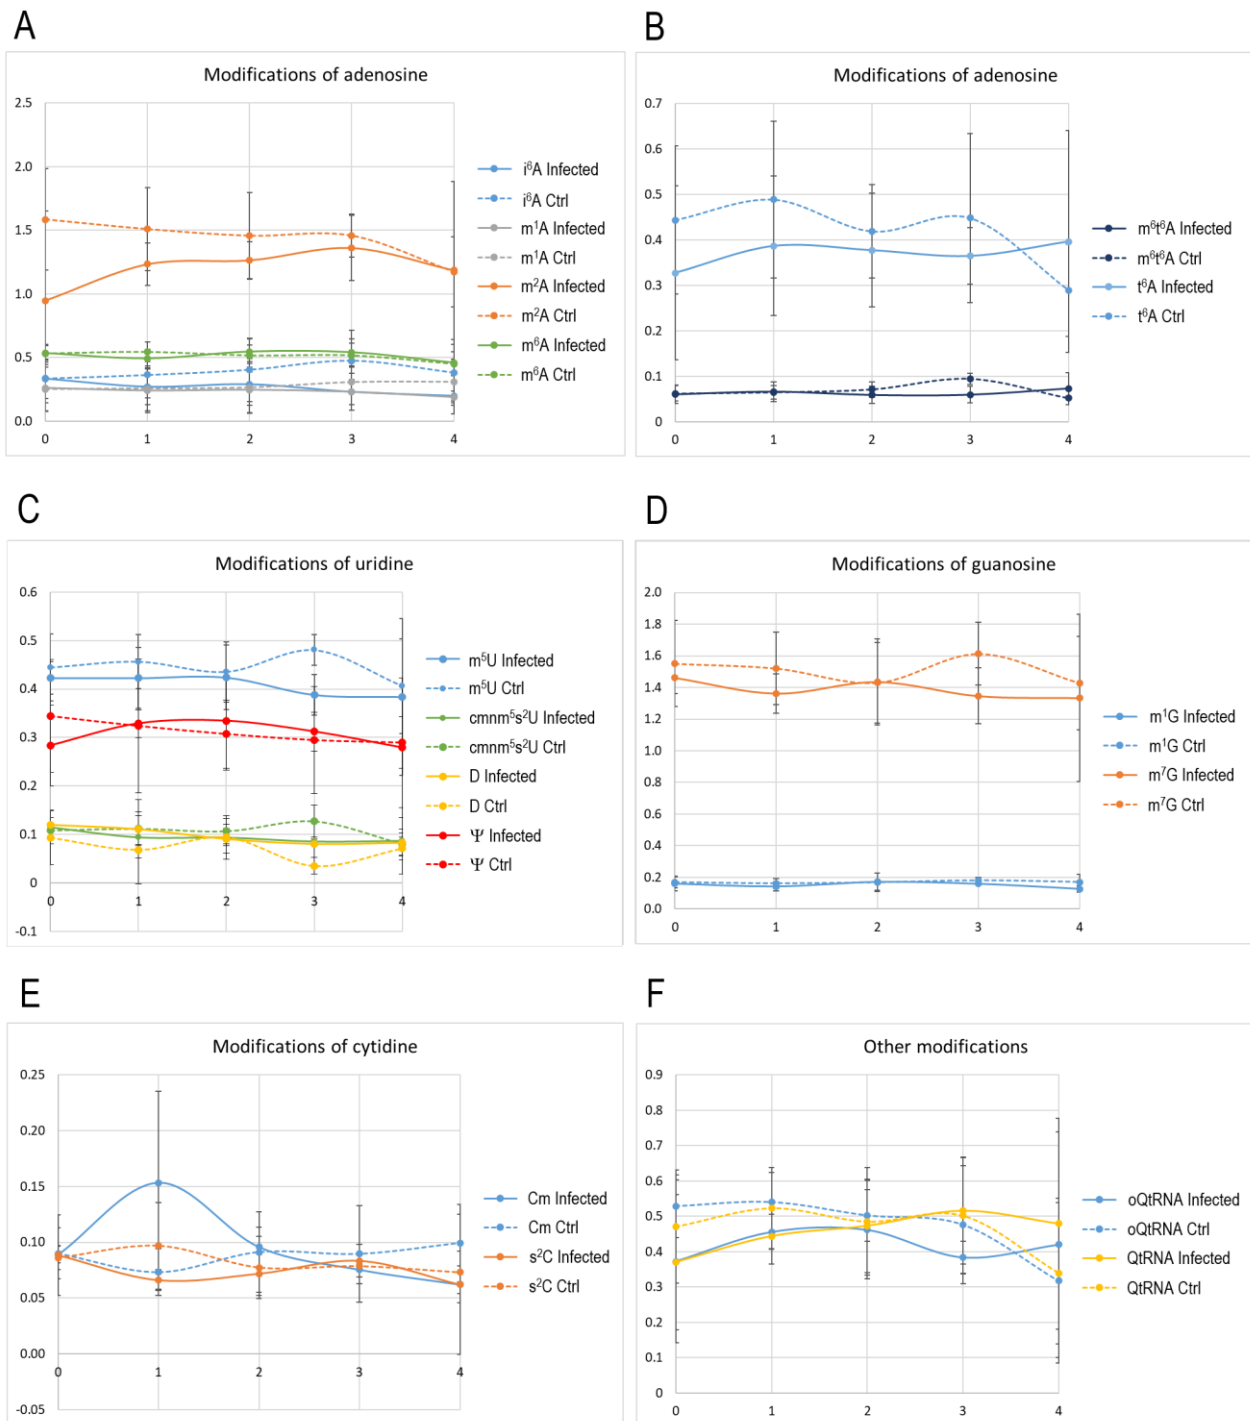 A
Modifications of adenosine
2.5
2.0
1.5
1.0
0.5
0.0
0 1 2 3 4
i⁶A Infected
i⁶A Ctrl
m¹A Infected
m¹A Ctrl
m²A Infected
m²A Ctrl
m⁶A Infected
m⁶A Ctrl
B
Modifications of adenosine
0.7
0.6
0.5
0.4
0.3
0.2
0.1
0
0 1 2 3 4
m⁶t⁶A Infected
m⁶t⁶A Ctrl
t⁶A Infected
t⁶A Ctrl
C
Modifications of uridine
0.6
0.5
0.4
0.3
0.2
0.1
0
-0.1
0 1 2 3 4
m⁵U Infected
m⁵U Ctrl
cmnm⁵s²U Infected
cmnm⁵s²U Ctrl
D Infected
D Ctrl
Ψ Infected
Ψ Ctrl
D
Modifications of guanosine
2.0
1.8
1.6
1.4
1.2
1.0
0.8
0.6
0.4
0.2
0.0
0 1 2 3 4
m¹G Infected
m¹G Ctrl
m⁷G Infected
m⁷G Ctrl
E
Modifications of cytidine
0.25
0.20
0.15
0.10
0.05
0.00
-0.05
0 1 2 3 4
Cm Infected
Cm Ctrl
s²C Infected
s²C Ctrl
F
Other modifications
0.9
0.8
0.7
0.6
0.5
0.4
0.3
0.2
0.1
0
0 1 2 3 4
oQtRNA Infected
oQtRNA Ctrl
QtRNA Infected
QtRNA Ctrl